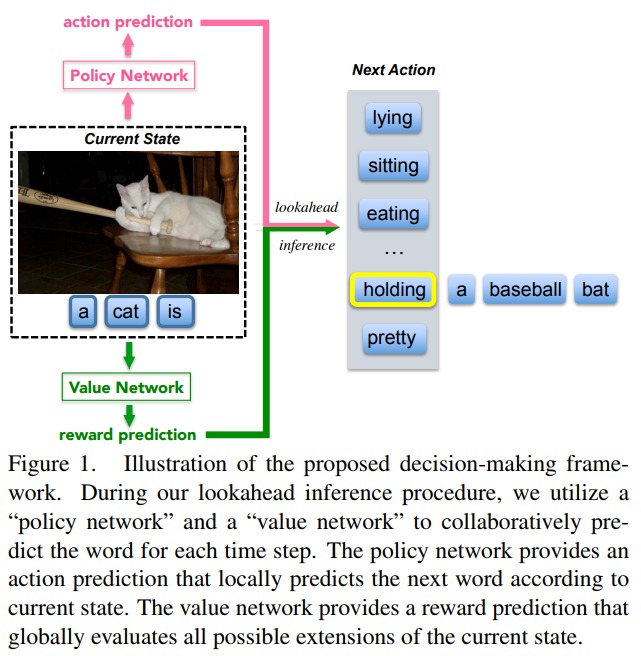 action prediction
Policy Network
Current State
a cat is
Value Network
reward prediction
lookahead
inference
Next Action
lying
sitting
eating
...
holding a baseball bat
pretty
Figure 1. Illustration of the proposed decision-making frame-
work. During our lookahead inference procedure, we utilize a
“policy network” and a “value network” to collaboratively pre-
dict the word for each time step. The policy network provides an
action prediction that locally predicts the next word according to
current state. The value network provides a reward prediction that
globally evaluates all possible extensions of the current state.